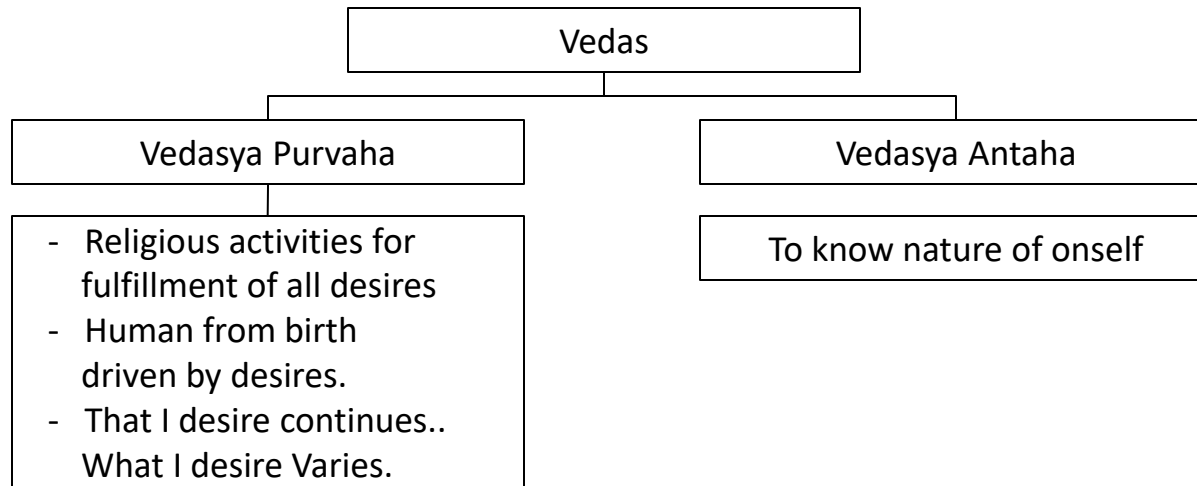 Vedas
Vedasya Purvaha
Vedasya Antaha
- Religious activities for
fulfillment of all desires
- Human from birth
driven by desires.
- That I desire continues..
What I desire Varies.
To know nature of onself